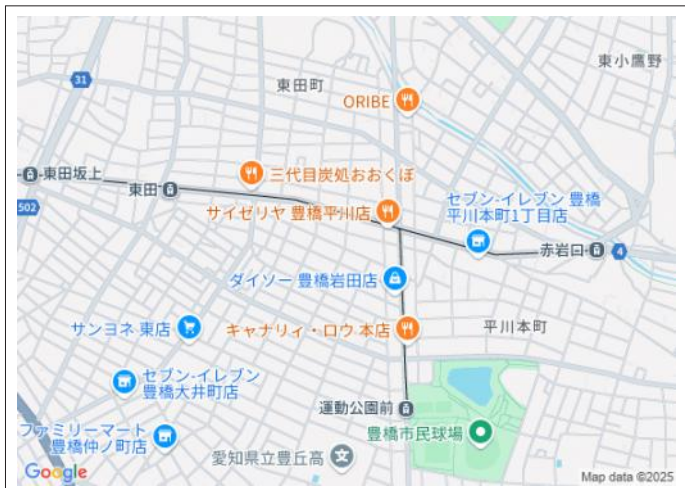 東小鷹野
31
東田町
ORIBE
東田坂上
三代目炭処おおくぼ
東田
セブン-イレブン 豊橋
平川本町1丁目店
502
サイゼリヤ 豊橋平川店
赤岩口
4
ダイソー 豊橋岩田店
サンヨネ 東店
キャナリィ・ロウ 本店
平川本町
セブン-イレブン
豊橋大井町店
運動公園前
ファミリーマート
豊橋仲ノ町店
豊橋市民球場
愛知県立豊丘高
Google
Map data ©2025